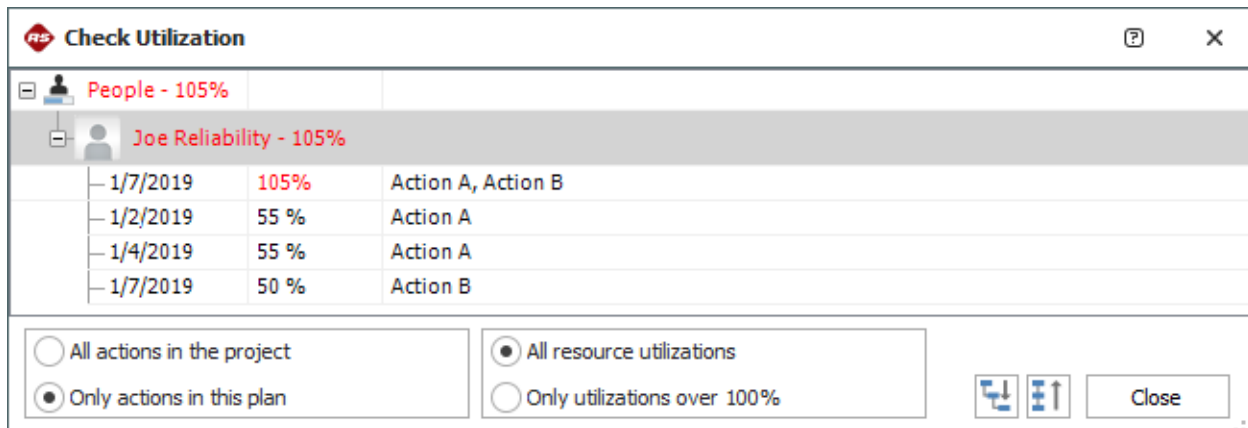 RS Check Utilization
People - 105%
Joe Reliability - 105%
1/7/2019 105% Action A, Action B
1/2/2019 55 % Action A
1/4/2019 55 % Action A
1/7/2019 50 % Action B
All actions in the project
Only actions in this plan
All resource utilizations
Only utilizations over 100%
Close